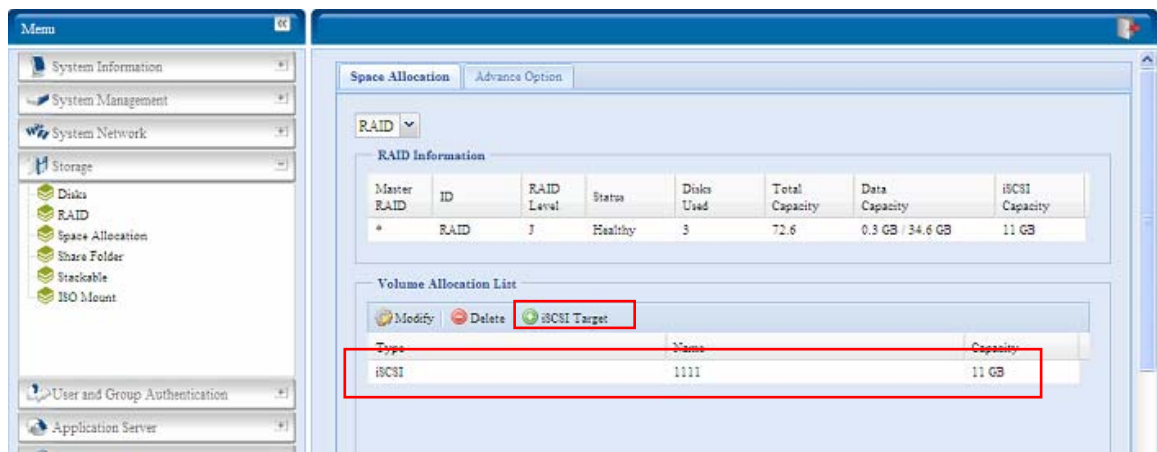 Menu
System Information
System Management
System Network
Storage
Disks
RAID
Space Allocation
Share Folder
Stackable
ISO Mount
User and Group Authentication
Application Server
Space Allocation Advance Option
RAID
RAID Information
Master RAID ID RAID Level Status Disks Used Total Capacity Data Capacity iSCSI Capacity
* RAID J Healthy 3 72.6 0.3 GB / 34.6 GB 11 GB
Volume Allocation List
Modify Delete iSCSI Target
Type Name Capacity
iSCSI 1111 11 GB